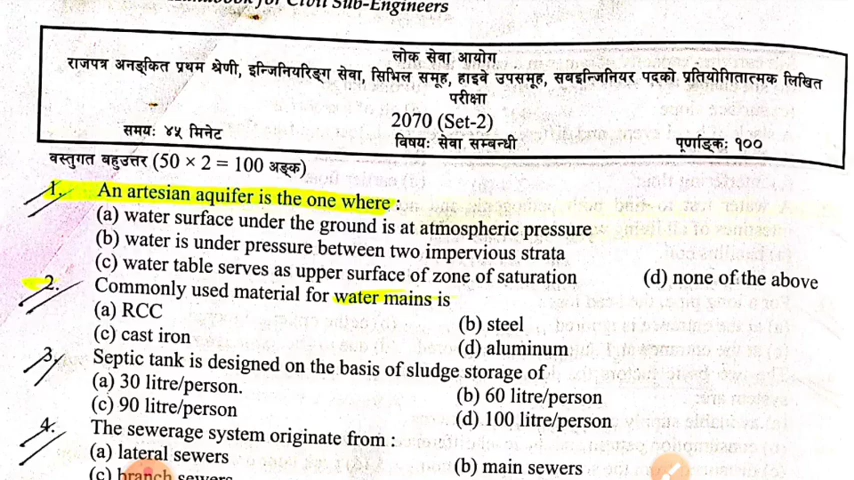 Handbook for Civil Sub-Engineers
लोक सेवा आयोग
राजपत्र अनङ्कित प्रथम श्रेणी, इन्जिनियरिङ्ग सेवा, सिभिल समूह, हाइवे उपसमूह, सबइन्जिनियर पदको प्रतियोगितात्मक लिखित
परीक्षा
2070 (Set-2)
समयः ४५ मिनेट विषयः सेवा सम्बन्धी पूर्णाङ्कः १००
वस्तुगत बहुउत्तर (50 × 2 = 100 अङ्क)
1. An artesian aquifer is the one where :
(a) water surface under the ground is at atmospheric pressure
(b) water is under pressure between two impervious strata
(c) water table serves as upper surface of zone of saturation (d) none of the above
2. Commonly used material for water mains is
(a) RCC (b) steel
(c) cast iron (d) aluminum
3. Septic tank is designed on the basis of sludge storage of
(a) 30 litre/person. (b) 60 litre/person
(c) 90 litre/person (d) 100 litre/person
4. The sewerage system originate from :
(a) lateral sewers (b) main sewers
(c) branch sewers